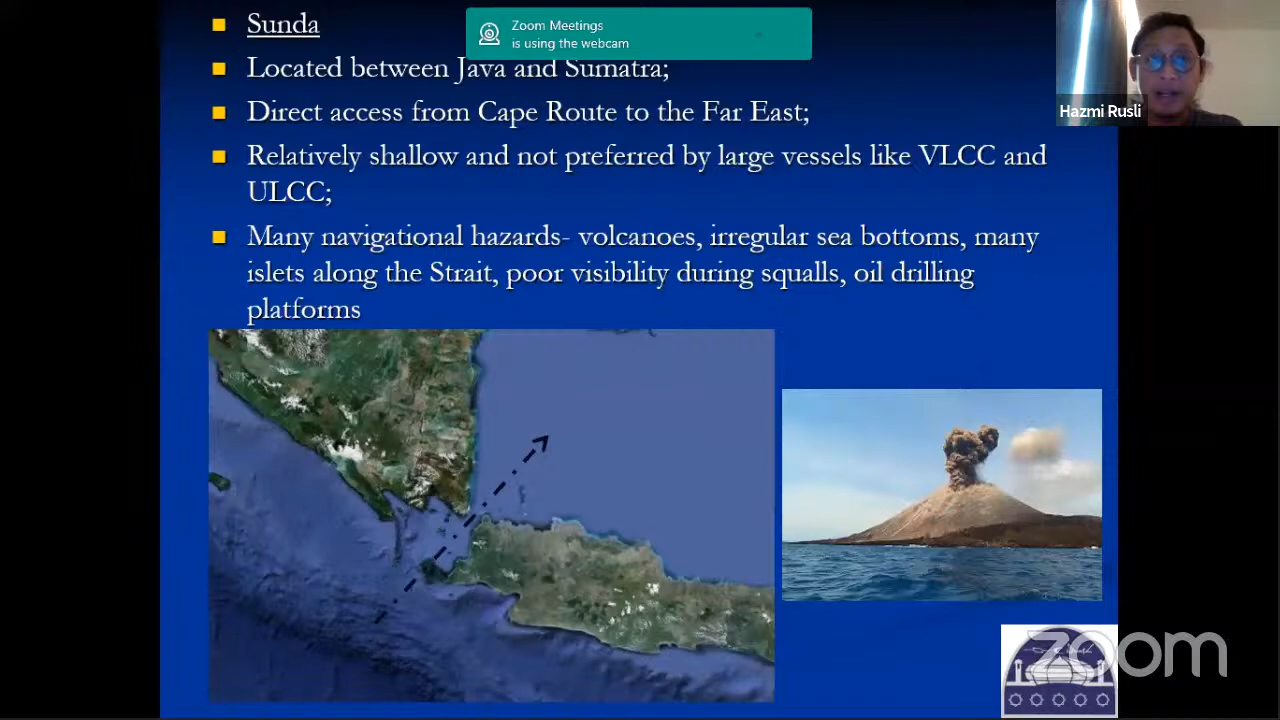 Sunda
Zoom Meetings
is using the webcam
Located between Java and Sumatra;
Direct access from Cape Route to the Far East;
Relatively shallow and not preferred by large vessels like VLCC and
ULCC;
Many navigational hazards- volcanoes, irregular sea bottoms, many
islets along the Strait, poor visibility during squalls, oil drilling
platforms
Hazmi Rusli
zoom